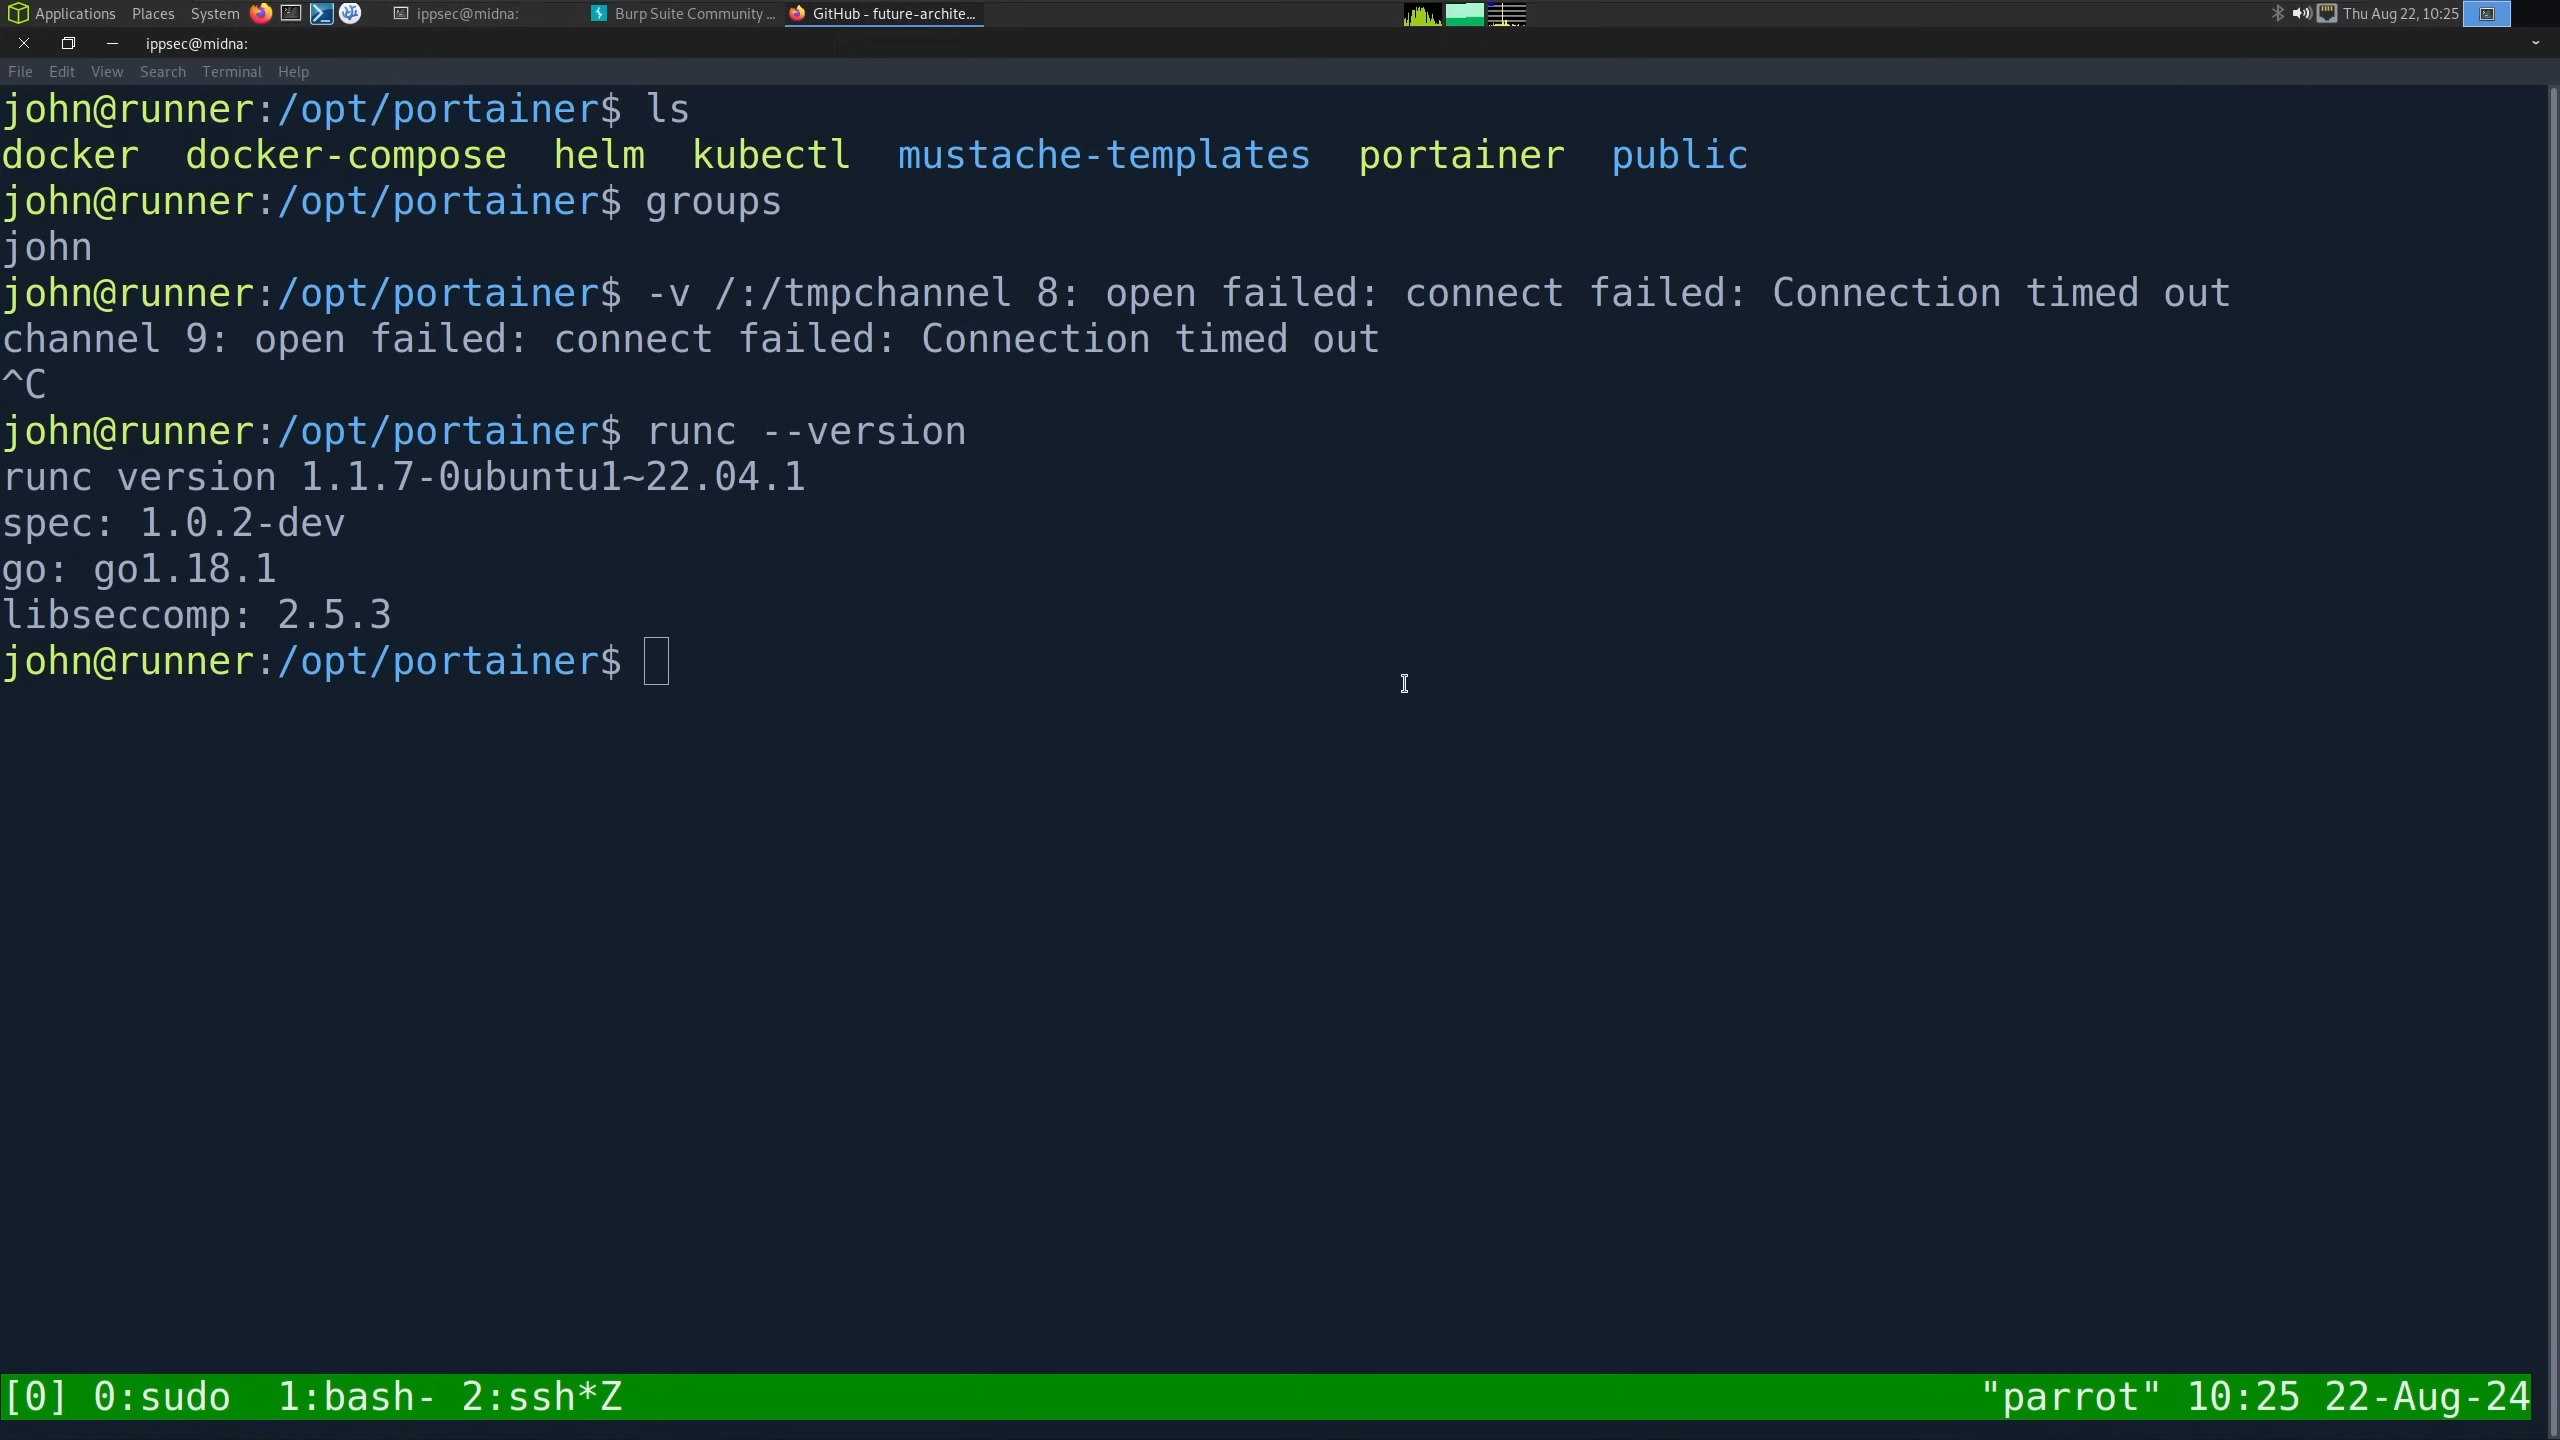 Applications Places System ippsec@midna: Burp Suite Community ... GitHub - future-archite... Thu Aug 22, 10:25
ippsec@midna:
File Edit View Search Terminal Help
john@runner:/opt/portainer$ ls
docker docker-compose helm kubectl mustache-templates portainer public
john@runner:/opt/portainer$ groups
john
john@runner:/opt/portainer$ -v /:/tmpchannel 8: open failed: connect failed: Connection timed out
channel 9: open failed: connect failed: Connection timed out
^C
john@runner:/opt/portainer$ runc --version
runc version 1.1.7-0ubuntu1~22.04.1
spec: 1.0.2-dev
go: go1.18.1
libseccomp: 2.5.3
john@runner:/opt/portainer$
[0] 0:sudo 1:bash- 2:ssh*Z "parrot" 10:25 22-Aug-24